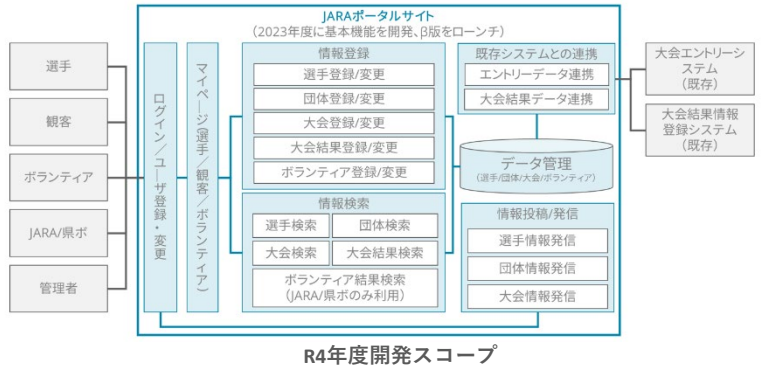 JARAポータルサイト
（2023年度に基本機能を開発、β版をローンチ）
選手
観客
ボランティア
JARA/県ボ
管理者
ログイン／ユーザ登録・変更
マイページ（選手／観客／ボランティア）
情報登録
選手登録/変更
団体登録/変更
大会登録/変更
大会結果登録/変更
ボランティア登録/変更
情報検索
選手検索
団体検索
大会検索
大会結果検索
ボランティア結果検索
（JARA/県ボのみ利用）
既存システムとの連携
エントリーデータ連携
大会結果データ連携
データ管理
（選手/団体/大会/ボランティア）
情報投稿/発信
選手情報発信
団体情報発信
大会情報発信
大会エントリーシ
ステム
（既存）
大会結果情報
登録システム
（既存）
R4年度開発スコープ